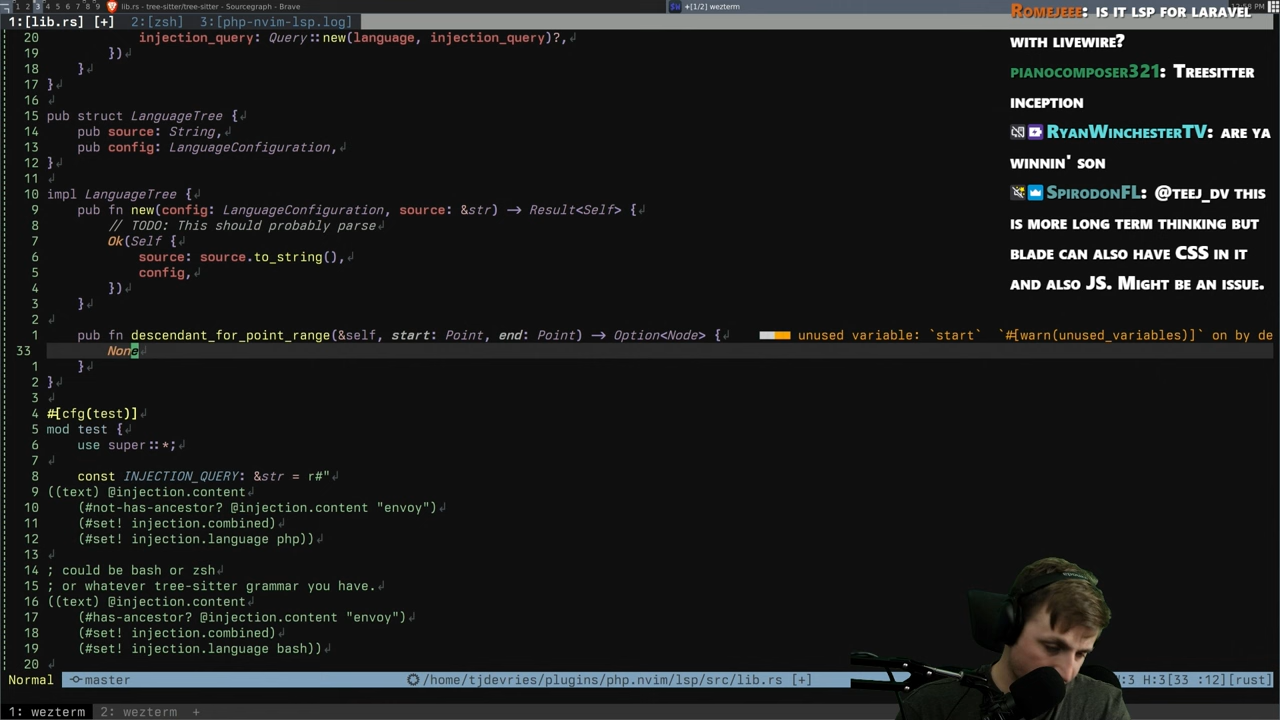 1 2 3 4 5 6 7 8 9 lib.rs - tree-sitter/tree-sitter - Sourcegraph - Brave
+[1/2] wezterm
1:[lib.rs] [+] 2:[zsh] 3:[php-nvim-lsp.log]
20 injection_query: Query::new(language, injection_query)?,↲
19 })↲
18 }↲
17 }↲
16 ↲
15 pub struct LanguageTree {↲
14 pub source: String,↲
13 pub config: LanguageConfiguration,↲
12 }↲
11 ↲
10 impl LanguageTree {↲
9 pub fn new(config: LanguageConfiguration, source: &str) → Result<Self> {↲
8 // TODO: This should probably parse↲
7 Ok(Self {↲
6 source: source.to_string(),↲
5 config,↲
4 })↲
3 }↲
2 ↲
1 pub fn descendant_for_point_range(&self, start: Point, end: Point) → Option<Node> {↲ unused variable: `start` `#[warn(unused_variables)]` on by de
33 None↲
1 }↲
2 }↲
3 ↲
4 #[cfg(test)]↲
5 mod test {↲
6 use super::*;↲
7 ↲
8 const INJECTION_QUERY: &str = r#"↲
9 ((text) @injection.content↲
10 (#not-has-ancestor? @injection.content "envoy")↲
11 (#set! injection.combined)↲
12 (#set! injection.language php))↲
13 ↲
14 ; could be bash or zsh↲
15 ; or whatever tree-sitter grammar you have.↲
16 ((text) @injection.content↲
17 (#has-ancestor? @injection.content "envoy")↲
18 (#set! injection.combined)↲
19 (#set! injection.language bash))↲
20 ↲
Normal master /home/tjdevries/plugins/php.nvim/lsp/src/lib.rs [+] :3 H:3[33 :12][rust]
1: wezterm 2: wezterm +
Romejeee: is it lsp for laravel
with livewire?
pianocomposer321: Treesitter
inception
RyanWinchesterTV: are ya
winnin' son
SpirodonFL: @teej_dv this
is more long term thinking but
blade can also have CSS in it
and also JS. Might be an issue.